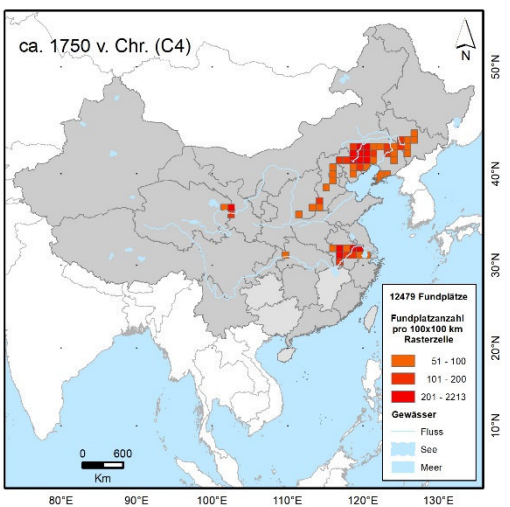 ca. 1750 v. Chr. (C4)
N
50°N
40°N
30°N
20°N
10°N
12479 Fundplätze
Fundplatzanzahl
pro 100x100 km
Rasterzelle
51 - 100
101 - 200
201 - 2213
Gewässer
Fluss
See
Meer
0 600
Km
80°E 90°E 100°E 110°E 120°E 130°E